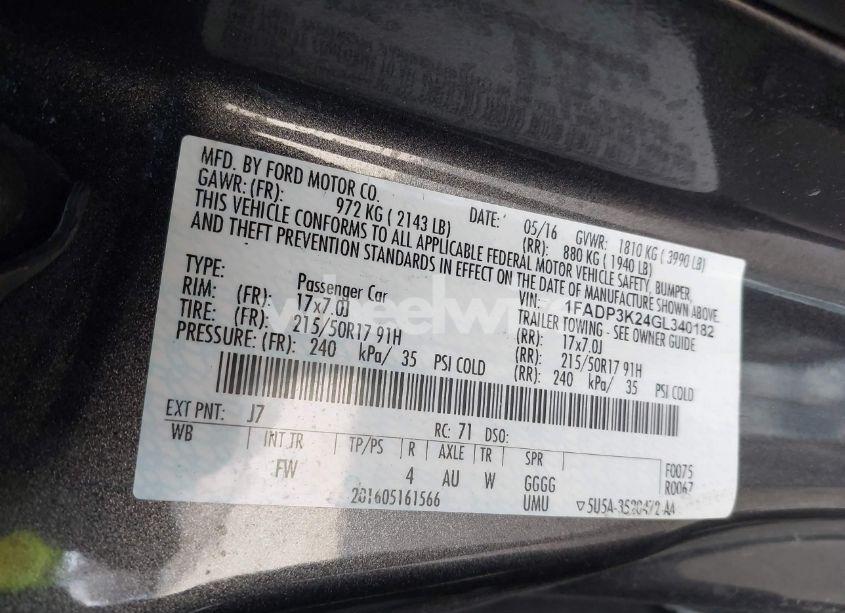 MFD. BY FORD MOTOR CO.
DATE: 05/16 GVWR: 1810 KG ( 3990 LB)
GAWR: (FR): 972 KG ( 2143 LB) (RR): 880 KG ( 1940 LB)
THIS VEHICLE CONFORMS TO ALL APPLICABLE FEDERAL MOTOR VEHICLE SAFETY, BUMPER,
AND THEFT PREVENTION STANDARDS IN EFFECT ON THE DATE OF MANUFACTURE SHOWN ABOVE.
VIN: 1FADP3K24GL340182
TYPE: Passenger Car TRAILER TOWING - SEE OWNER GUIDE
RIM: (FR): 17x7.0J (RR): 17x7.0J
TIRE: (FR): 215/50R17 91H (RR): 215/50R17 91H
PRESSURE: (FR): 240 kPa/ 35 PSI COLD (RR): 240 kPa/ 35 PSI COLD
EXT PNT: J7 RC: 71 DSO: F0075
WB INT TR TP/PS R AXLE TR SPR R0067
FW 4 AU W GGGG
201605161566 UMU
wheelwire